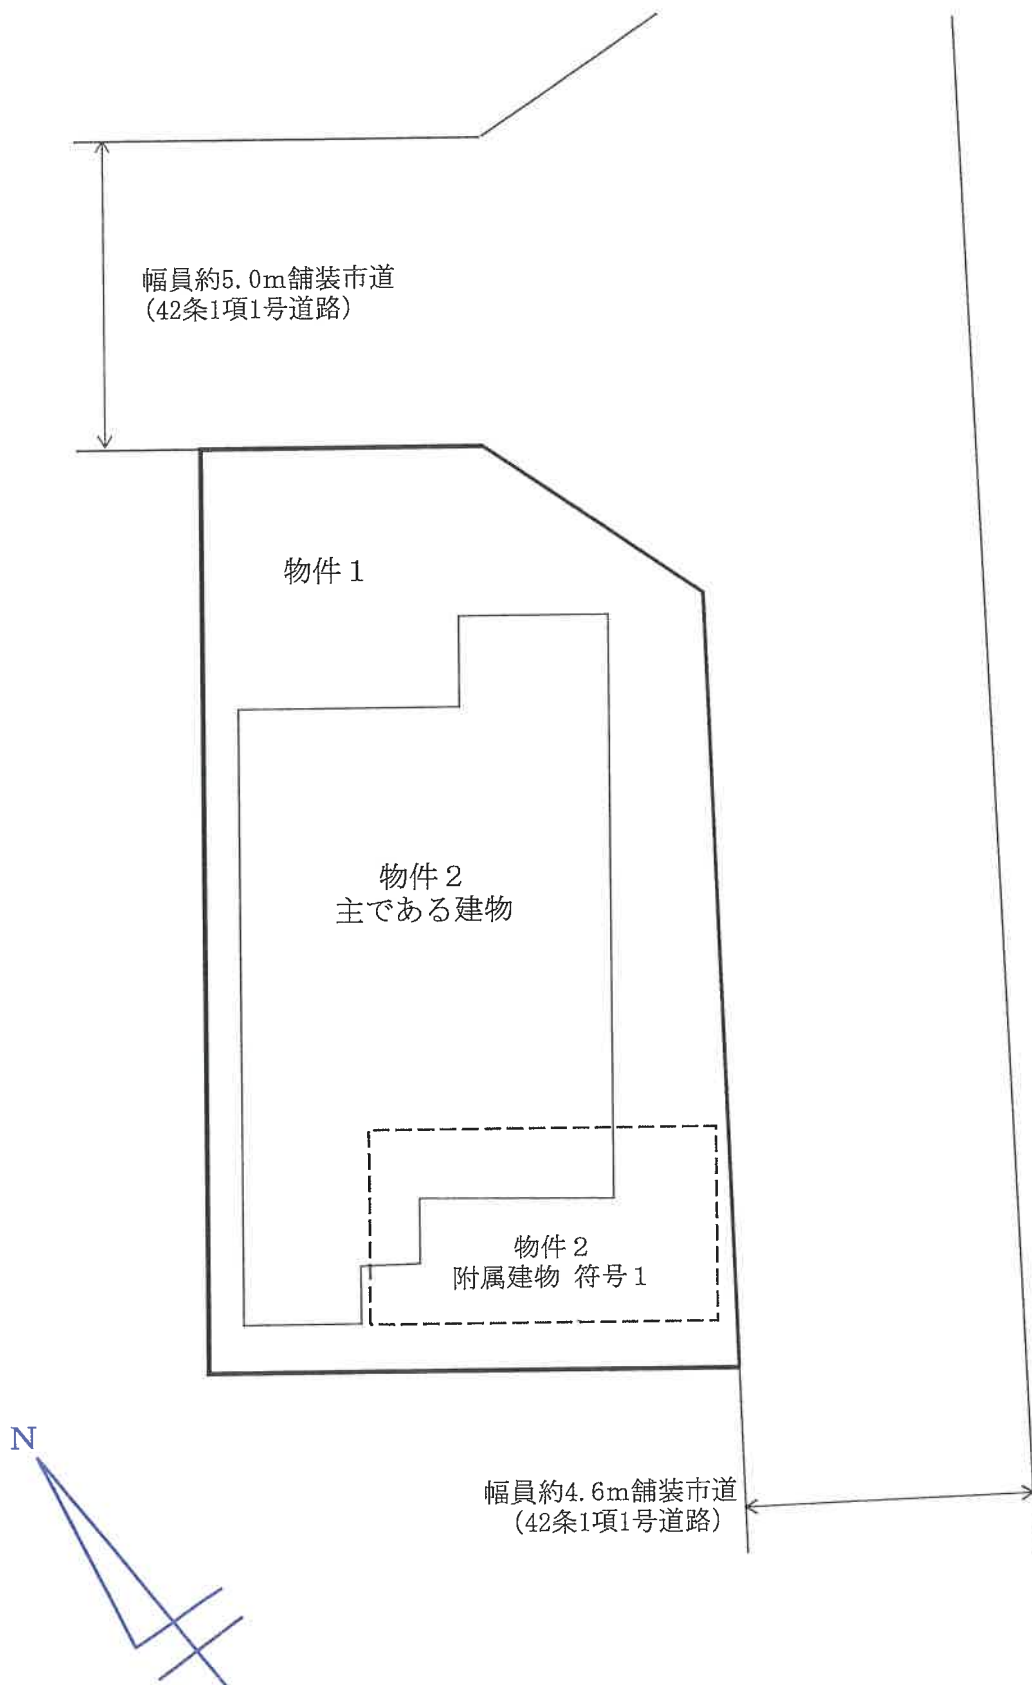 幅員約5.0m舗装市道
(42条1項1号道路)
物件1
物件2
主である建物
物件2
附属建物 符号1
N
幅員約4.6m舗装市道
(42条1項1号道路)